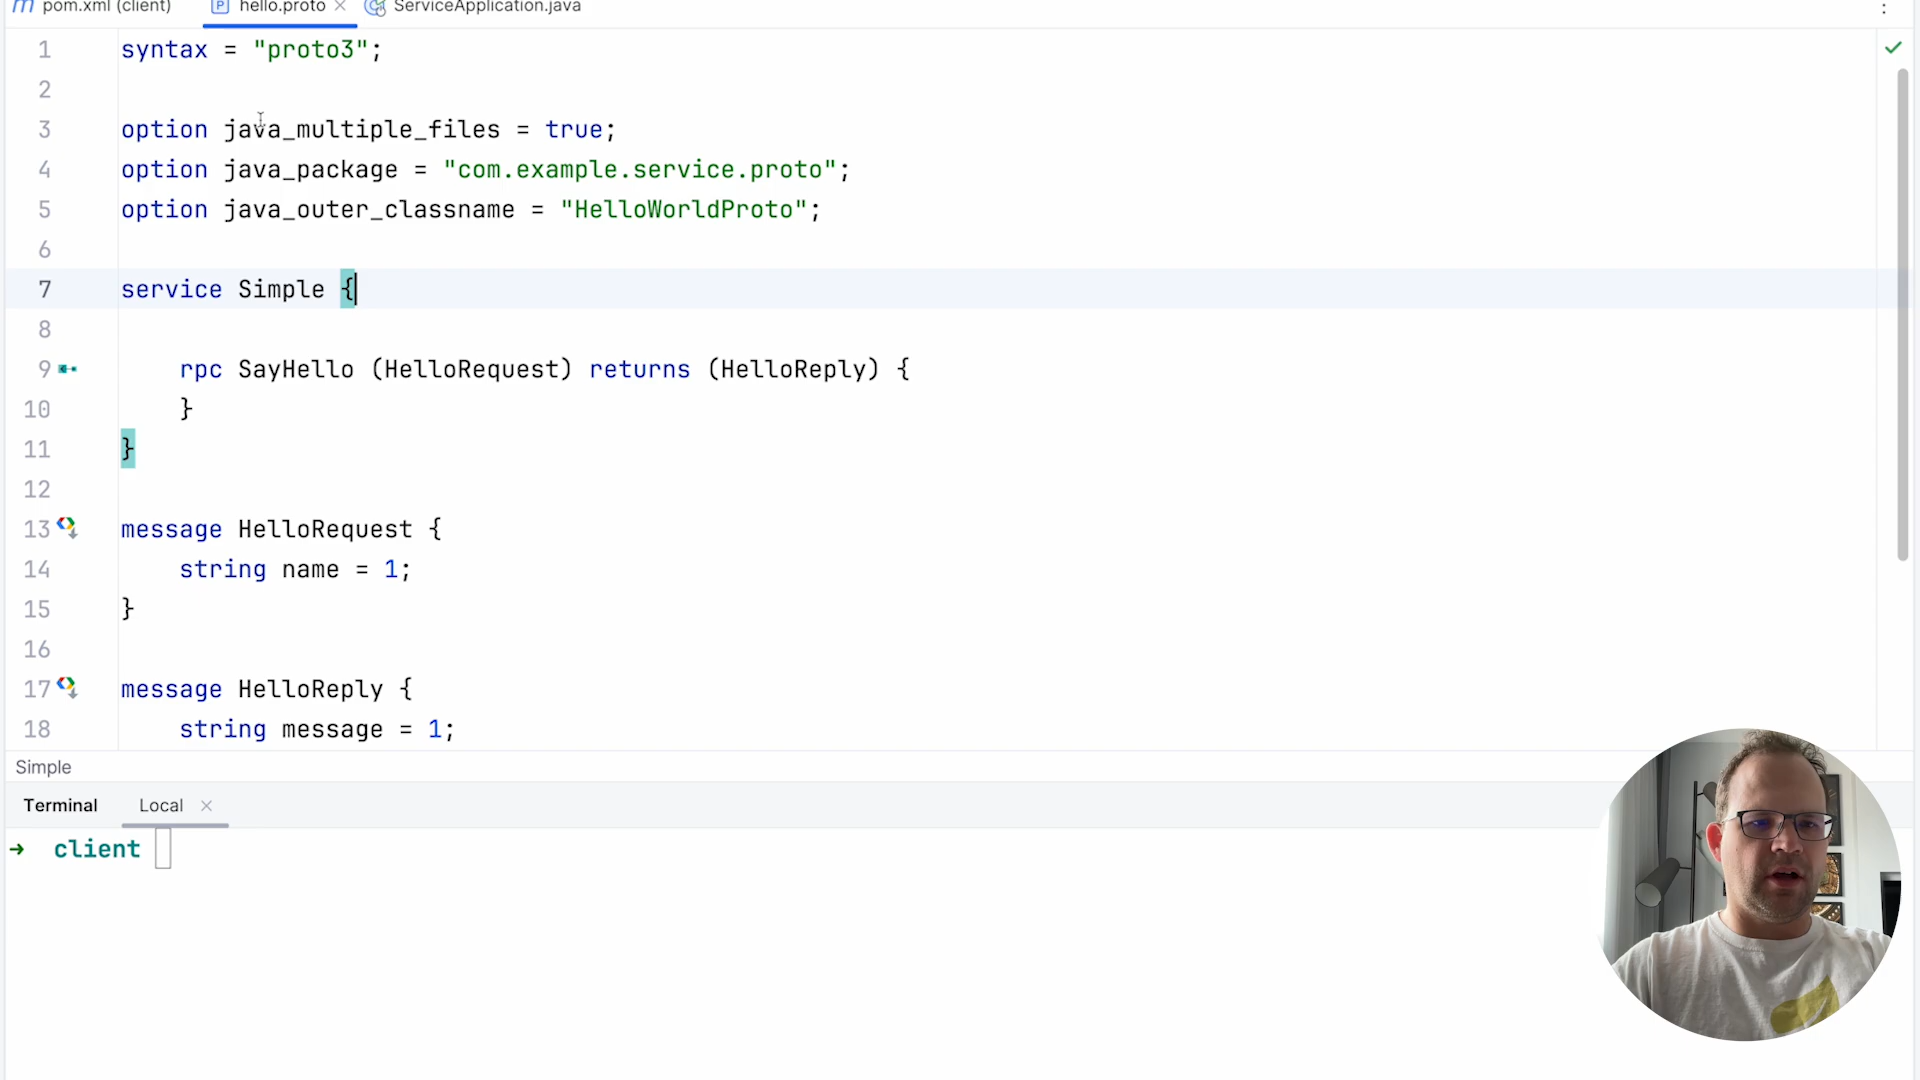 pom.xml (client) hello.proto ServiceApplication.java
1 syntax = "proto3";
2
3 option java_multiple_files = true;
4 option java_package = "com.example.service.proto";
5 option java_outer_classname = "HelloWorldProto";
6
7 service Simple {
8
9 rpc SayHello (HelloRequest) returns (HelloReply) {
10 }
11 }
12
13 message HelloRequest {
14 string name = 1;
15 }
16
17 message HelloReply {
18 string message = 1;
Simple
Terminal Local
→ client